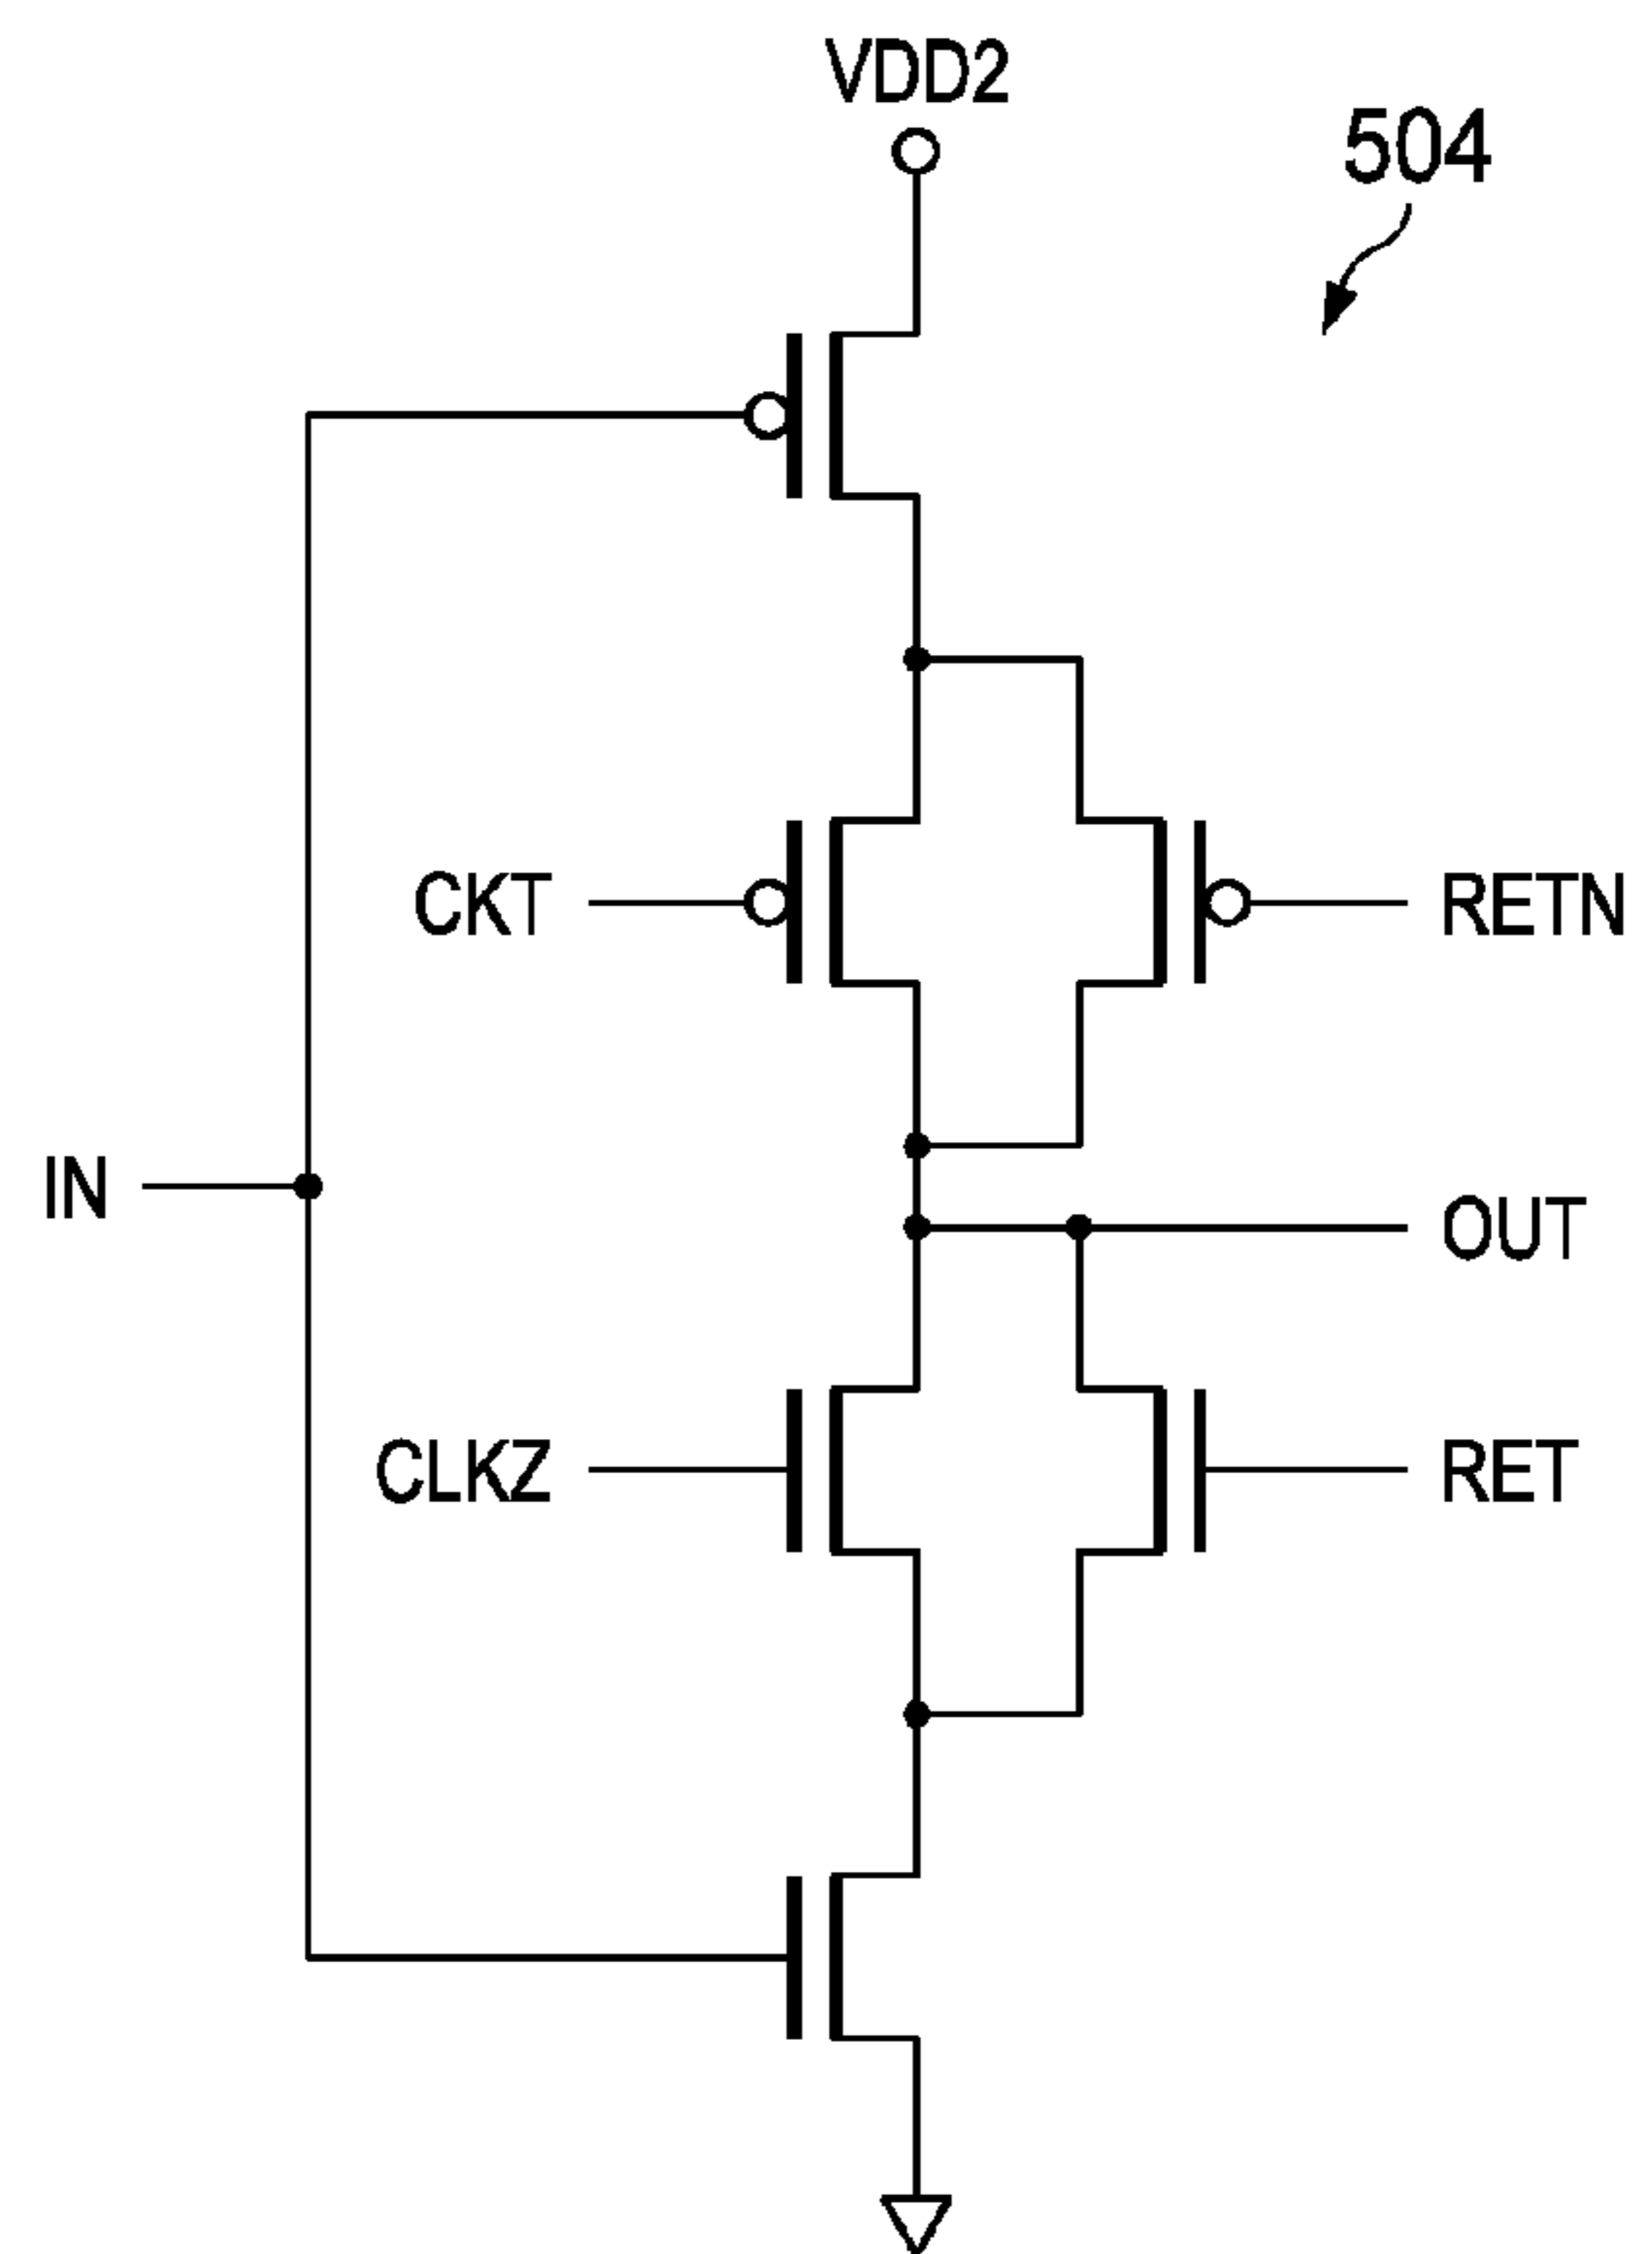 VDD2
504
CKT
RETN
IN
OUT
CLKZ
RET